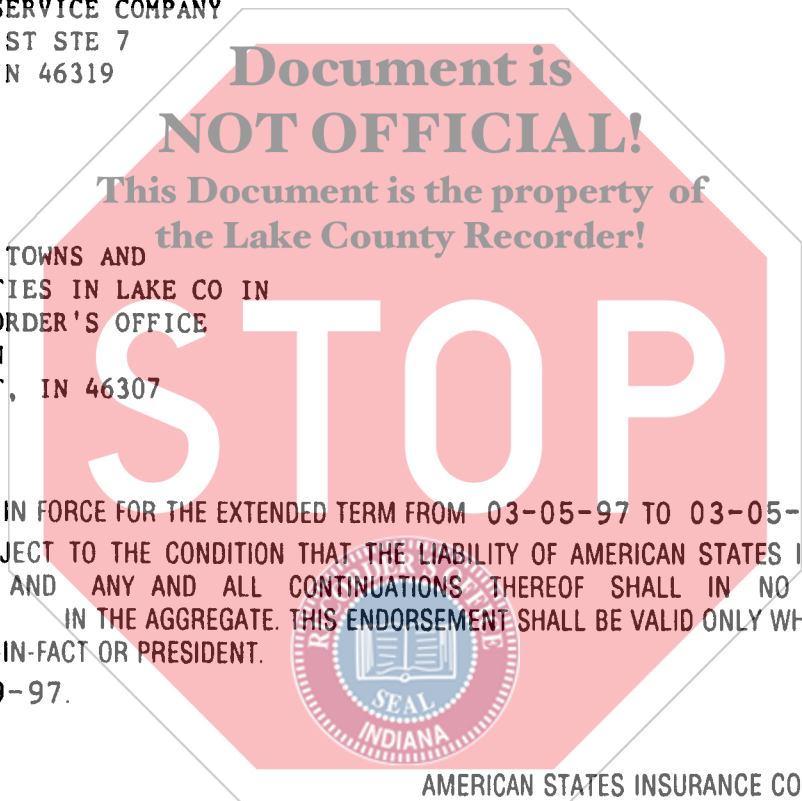 SERVICE COMPANY
ST STE 7
N 46319
Document is
NOT OFFICIAL!
This Document is the property of
the Lake County Recorder!
TOWNS AND
TIES IN LAKE CO IN
ORDER'S OFFICE
, IN 46307
STOP
IN FORCE FOR THE EXTENDED TERM FROM 03-05-97 TO 03-05-
JECT TO THE CONDITION THAT THE LIABILITY OF AMERICAN STATES I
AND ANY AND ALL CONTINUATIONS THEREOF SHALL IN NO
IN THE AGGREGATE. THIS ENDORSEMENT SHALL BE VALID ONLY WH
-IN-FACT OR PRESIDENT.
9-97.
RECORDER'S OFFICE
SEAL
INDIANA
AMERICAN STATES INSURANCE CO